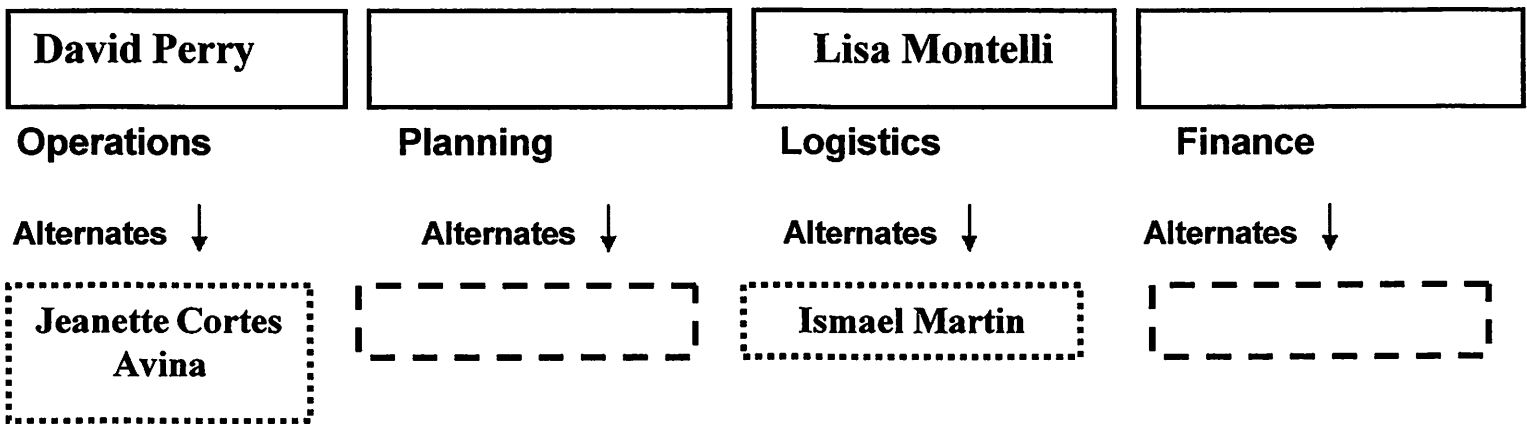 David Perry
Lisa Montelli
Operations
Planning
Logistics
Finance
Alternates
Alternates
Alternates
Alternates
Jeanette Cortes
Avina
Ismael Martin